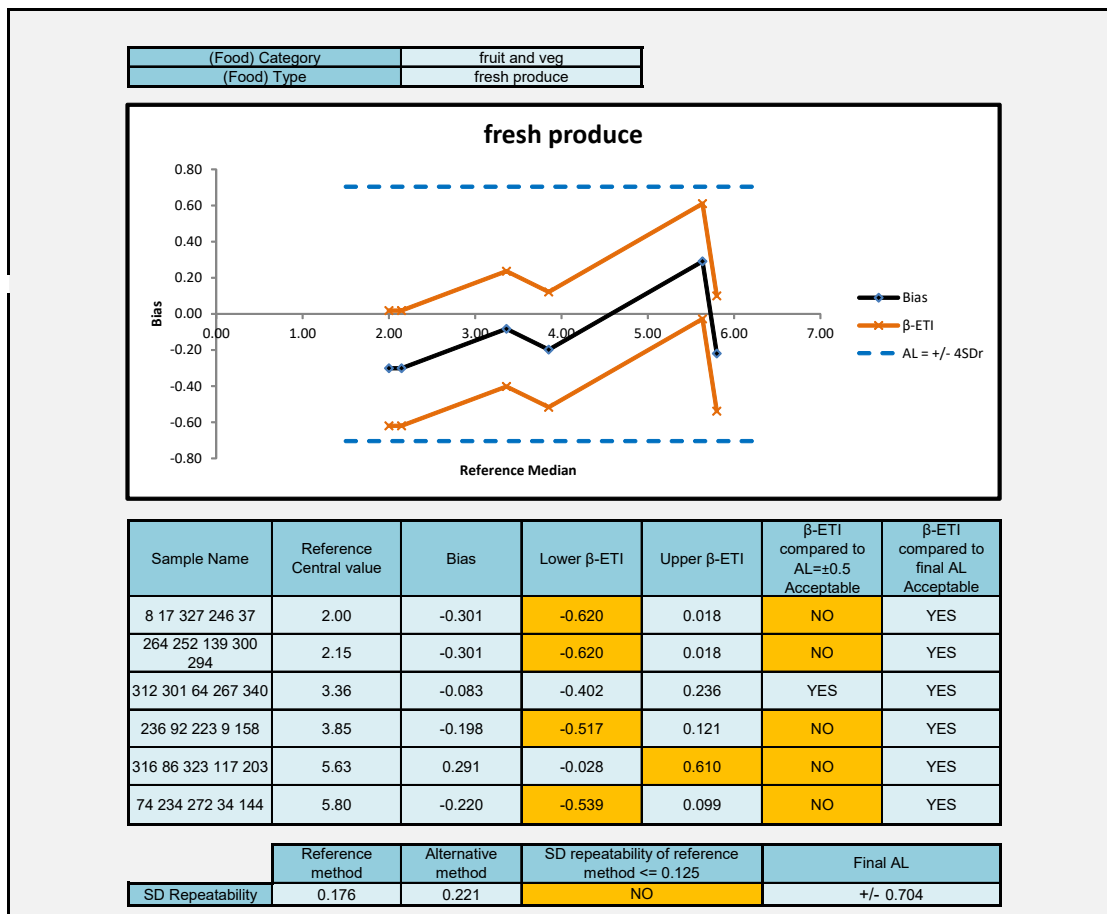 (Food) Category fruit and veg
(Food) Type fresh produce
fresh produce
0.80
0.60
0.40
0.20
0.00
-0.20
-0.40
-0.60
-0.80
0.00 1.00 2.00 3.00 4.00 5.00 6.00 7.00
Bias
Reference Median
Bias
β-ETI
AL = +/- 4SDr
Sample Name
Reference
Central value
Bias
Lower β-ETI
Upper β-ETI
β-ETI
compared to
AL=±0.5
Acceptable
β-ETI
compared to
final AL
Acceptable
8 17 327 246 37 2.00 -0.301 -0.620 0.018 NO YES
264 252 139 300
294
2.15 -0.301 -0.620 0.018 NO YES
312 301 64 267 340 3.36 -0.083 -0.402 0.236 YES YES
236 92 223 9 158 3.85 -0.198 -0.517 0.121 NO YES
316 86 323 117 203 5.63 0.291 -0.028 0.610 NO YES
74 234 272 34 144 5.80 -0.220 -0.539 0.099 NO YES
Reference
method
Alternative
method
SD repeatability of reference
method <= 0.125
Final AL
SD Repeatability 0.176 0.221 NO +/- 0.704